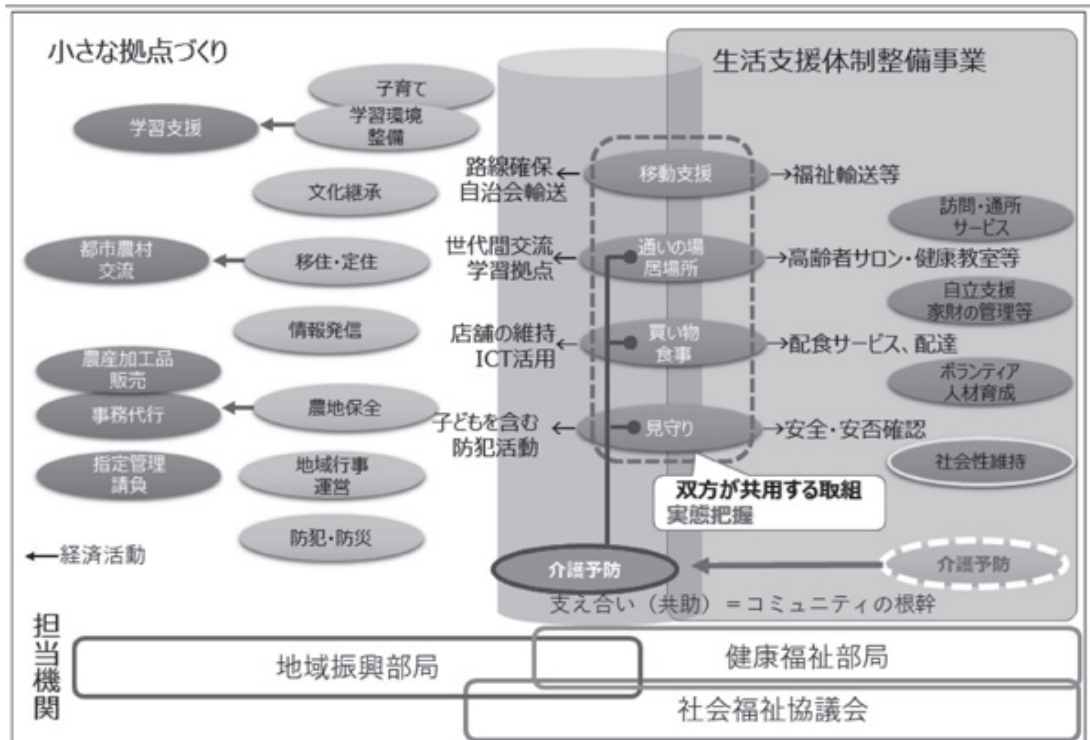 小さな拠点づくり
子育て
学習環境
整備
学習支援
文化継承
都市農村
交流
移住・定住
情報発信
農産加工品
販売
事務代行
農地保全
指定管理
請負
地域行事
運営
防犯・防災
←経済活動
生活支援体制整備事業
路線確保
自治会輸送
移動支援
→福祉輸送等
世代間交流
学習拠点
通いの場
居場所
→高齢者サロン・健康教室等
店舗の維持
ICT活用
買い物
食事
→配食サービス、配達
子どもを含む
防犯活動
見守り
→安全・安否確認
訪問・通所
サービス
自立支援
家財の管理等
ボランティア
人材育成
社会性維持
双方が共用する取組
実態把握
介護予防
介護予防
支え合い（共助）＝コミュニティの根幹
担当機関
地域振興部局
健康福祉部局
社会福祉協議会